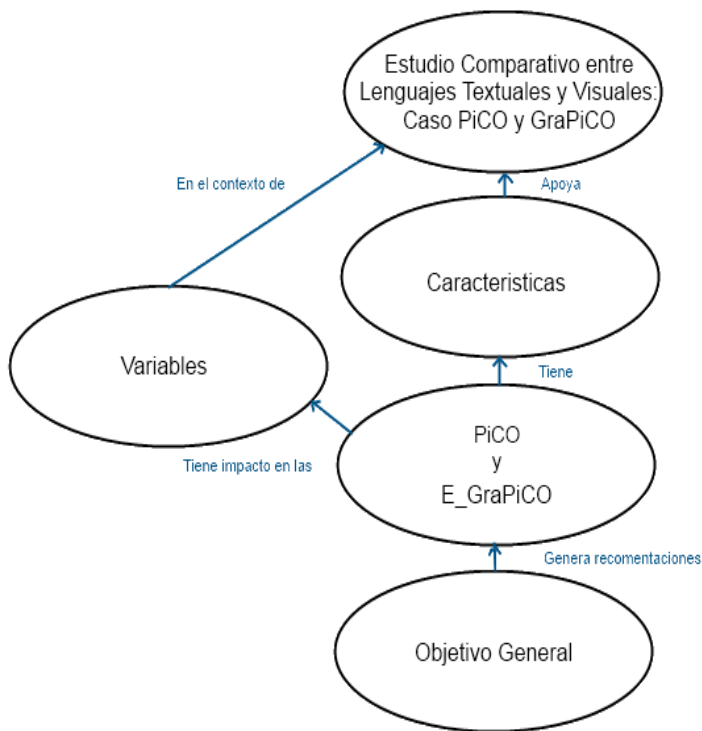 Estudio Comparativo entre
Lenguajes Textuales y Visuales:
Caso PiCO y GraPiCO
En el contexto de
Apoya
Caracteristicas
Variables
Tiene
PiCO
y
E_GraPiCO
Tiene impacto en las
Genera recomentaciones
Objetivo General